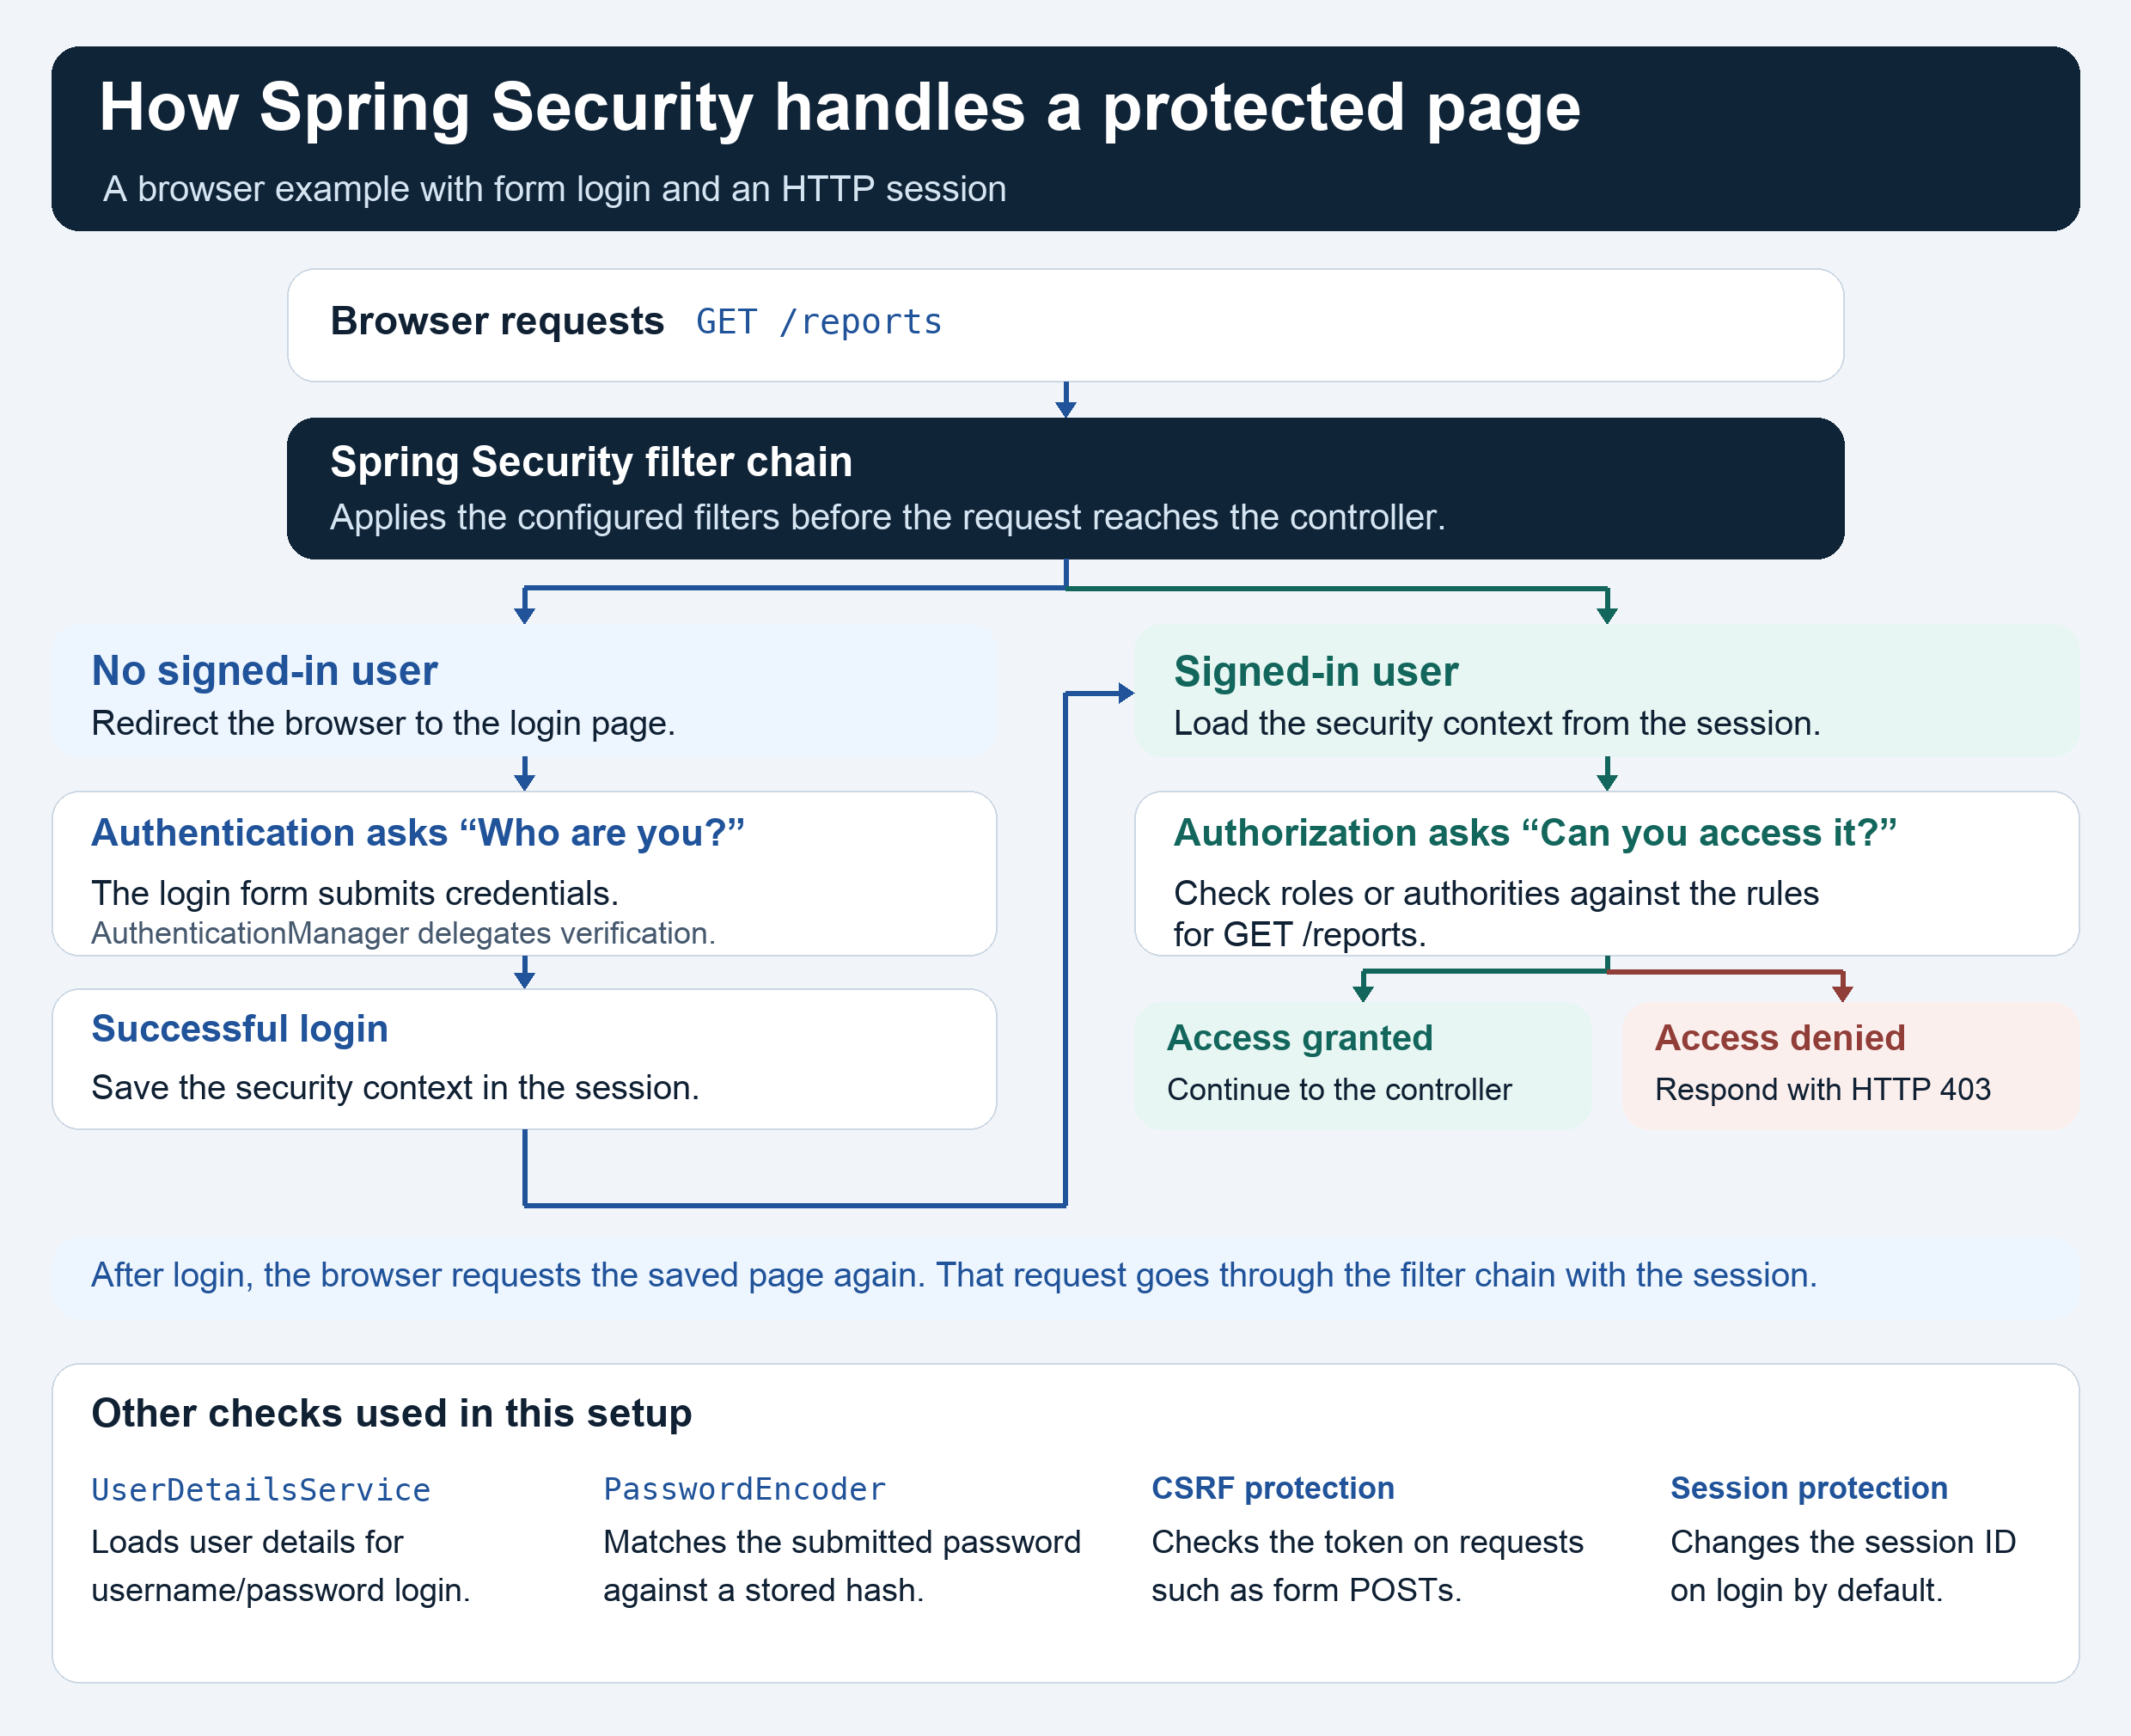 How Spring Security handles a protected page
A browser example with form login and an HTTP session
Browser requests GET /reports
Spring Security filter chain
Applies the configured filters before the request reaches the controller.
No signed-in user
Redirect the browser to the login page.
Signed-in user
Load the security context from the session.
Authentication asks “Who are you?”
The login form submits credentials.
AuthenticationManager delegates verification.
Authorization asks “Can you access it?”
Check roles or authorities against the rules
for GET /reports.
Successful login
Save the security context in the session.
Access granted
Continue to the controller
Access denied
Respond with HTTP 403
After login, the browser requests the saved page again. That request goes through the filter chain with the session.
Other checks used in this setup
UserDetailsService
Loads user details for
username/password login.
PasswordEncoder
Matches the submitted password
against a stored hash.
CSRF protection
Checks the token on requests
such as form POSTs.
Session protection
Changes the session ID
on login by default.